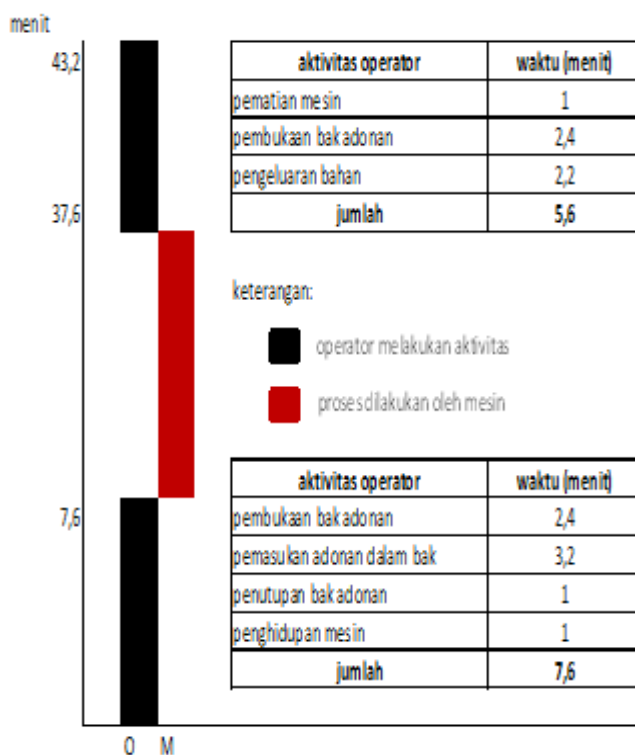 menit
43,2
aktivitas operator waktu (menit)
pematian mesin 1
pembukaan bak adonan 2,4
pengeluaran bahan 2,2
37,6
jumlah 5,6
keterangan:
operator melakukan aktivitas
proses dilakukan oleh mesin
aktivitas operator waktu (menit)
7,6
pembukaan bak adonan 2,4
pemasukan adonan dalam bak 3,2
penutupan bak adonan 1
penghidupan mesin 1
jumlah 7,6
O M